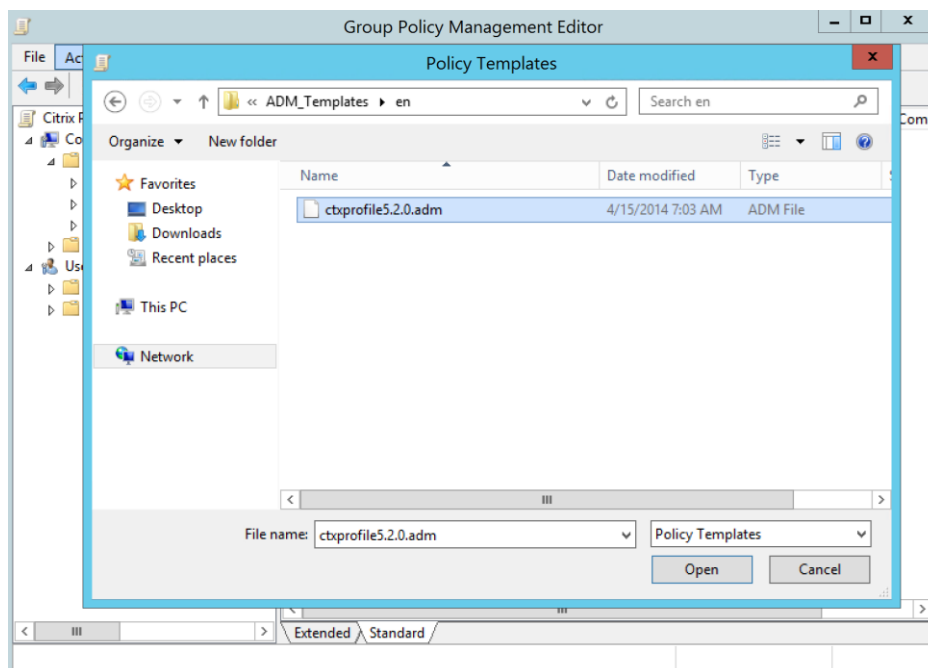 Group Policy Management Editor
File Ac
Policy Templates
« ADM_Templates ▸ en
Search en
Citrix P
Com
Co
Organize
New folder
Name
Date modified
Type
Favorites
ctxprofile5.2.0.adm
4/15/2014 7:03 AM
ADM File
Desktop
Downloads
Recent places
Use
This PC
Network
File name: ctxprofile5.2.0.adm
Policy Templates
Open
Cancel
Extended
Standard